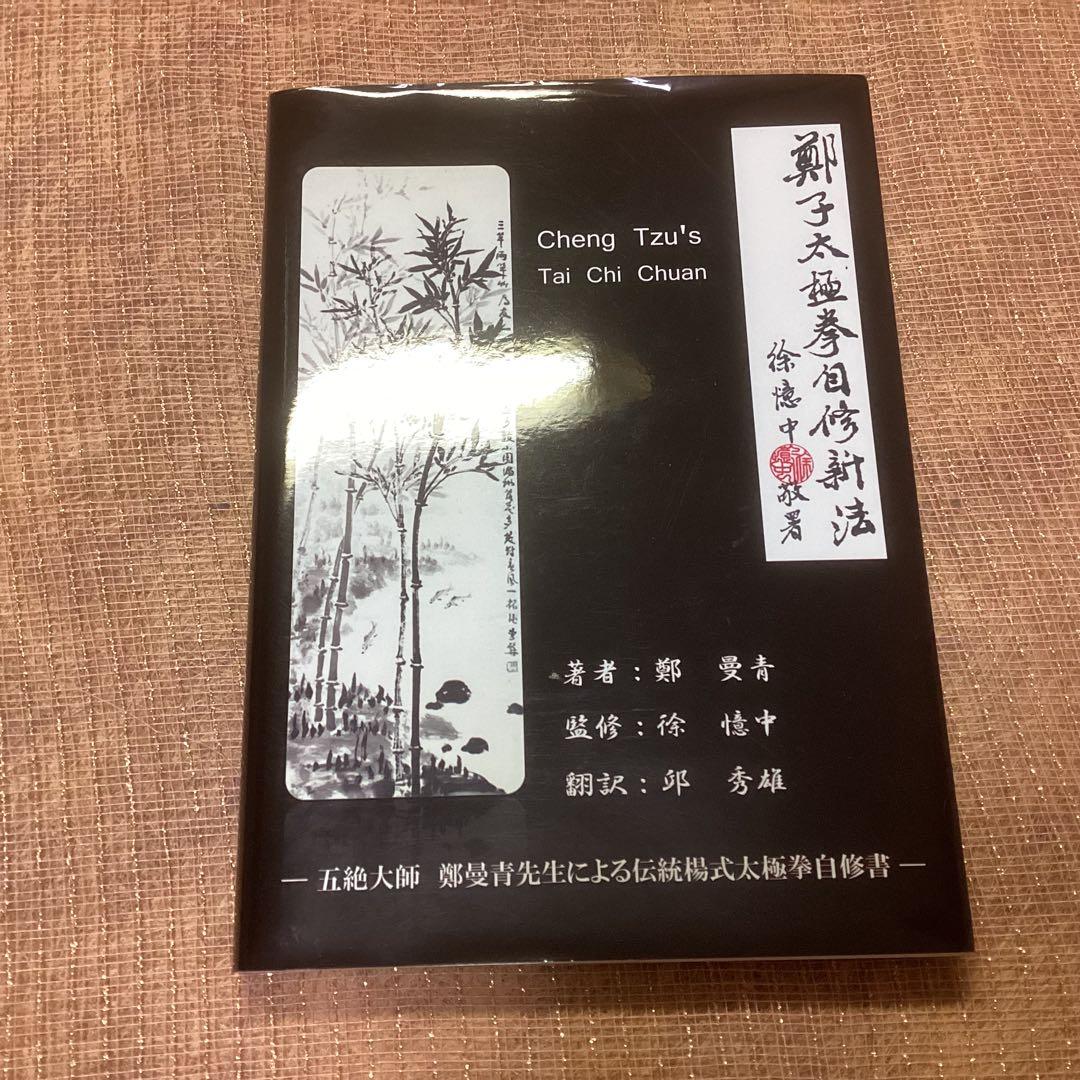 鄭子太極拳自修新法
徐憶中敬署
Cheng Tzu's
Tai Chi Chuan
著者：鄭 曼青
監修：徐 憶中
翻訳：邱 秀雄
― 五絶大師 鄭曼青先生による伝統楊式太極拳自修書 ―